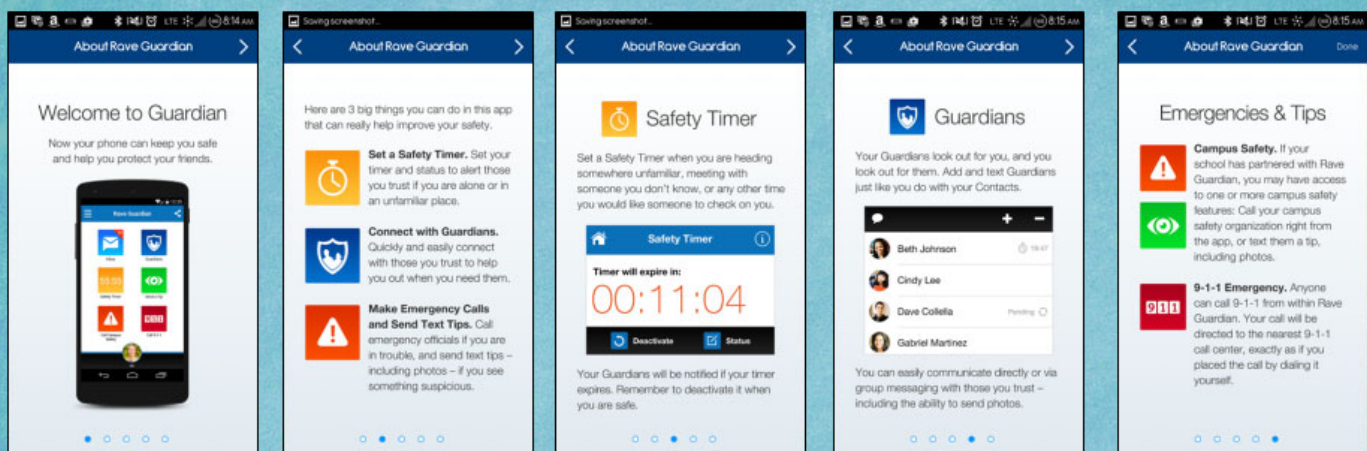 LTE 8:14 AM
About Rave Guardian
Welcome to Guardian
Now your phone can keep you safe
and help you protect your friends.
Rave Guardian
Saving screenshot...
About Rave Guardian
Here are 3 big things you can do in this app
that can really help improve your safety.
Set a Safety Timer. Set your
timer and status to alert those
you trust if you are alone or in
an unfamiliar place.
Connect with Guardians.
Quickly and easily connect
with those you trust to help
you out when you need them.
Make Emergency Calls
and Send Text Tips. Call
emergency officials if you are
in trouble, and send text tips –
including photos – if you see
something suspicious.
Saving screenshot...
About Rave Guardian
Safety Timer
Set a Safety Timer when you are heading
somewhere unfamiliar, meeting with
someone you don't know, or any other time
you would like someone to check on you.
Safety Timer
Timer will expire in:
00:11:04
Deactivate Status
Your Guardians will be notified if your timer
expires. Remember to deactivate it when
you are safe.
LTE 8:15 AM
About Rave Guardian
Guardians
Your Guardians look out for you, and you
look out for them. Add and text Guardians
just like you do with your Contacts.
Beth Johnson
Cindy Lee
Dave Colella Pending
Gabriel Martinez
You can easily communicate directly or via
group messaging with those you trust –
including the ability to send photos.
LTE 8:15 AM
About Rave Guardian Done
Emergencies & Tips
Campus Safety. If your
school has partnered with Rave
Guardian, you may have access
to one or more campus safety
features: Call your campus
safety organization right from
the app, or text them a tip,
including photos.
911
9-1-1 Emergency. Anyone
can call 9-1-1 from within Rave
Guardian. Your call will be
directed to the nearest 9-1-1
call center, exactly as if you
placed the call by dialing it
yourself.